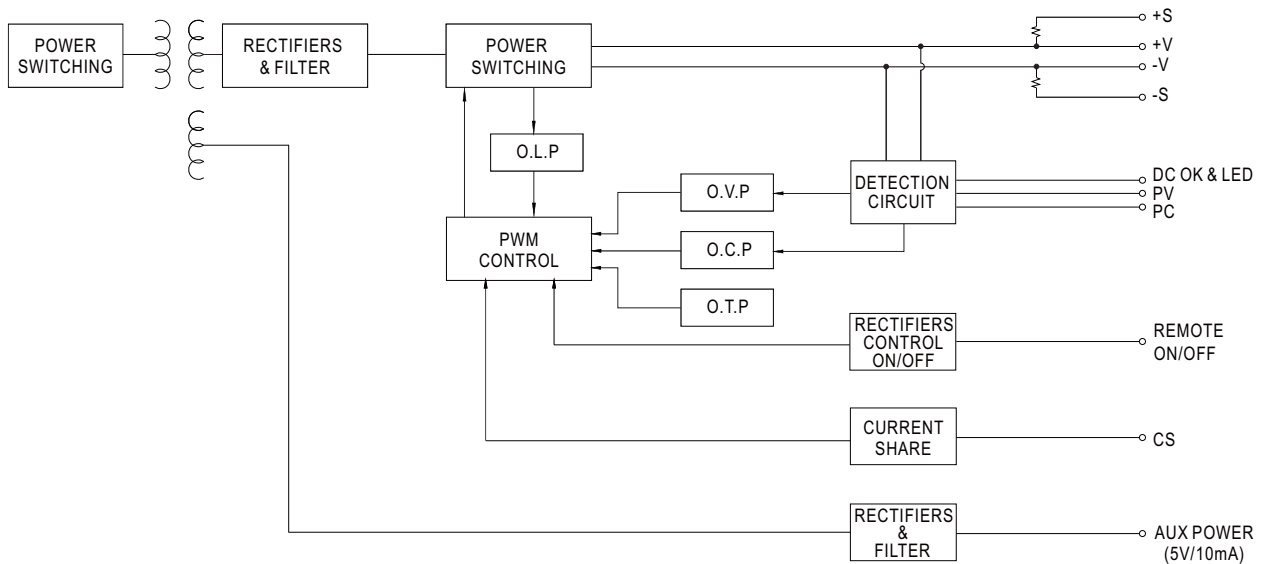 POWER
SWITCHING
RECTIFIERS
& FILTER
POWER
SWITCHING
+S
+V
-V
-S
O.L.P
O.V.P
DETECTION
CIRCUIT
DC OK & LED
PV
PC
PWM
CONTROL
O.C.P
O.T.P
RECTIFIERS
CONTROL
ON/OFF
REMOTE
ON/OFF
CURRENT
SHARE
CS
RECTIFIERS
&
FILTER
AUX POWER
(5V/10mA)